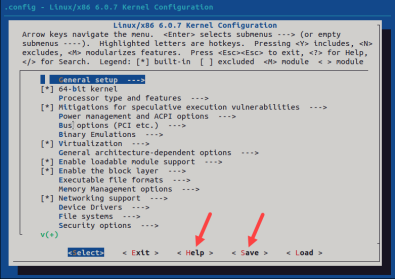 .config - Linux/x86 6.0.7 Kernel Configuration
Linux/x86 6.0.7 Kernel Configuration
Arrow keys navigate the menu.  <Enter> selects submenus ---> (or empty
submenus ----).  Highlighted letters are hotkeys.  Pressing <Y> includes, <N>
excludes, <M> modularizes features.  Press <Esc><Esc> to exit, <?> for Help,
</> for Search.  Legend: [*] built-in  [ ] excluded  <M> module  < > module
General setup  --->
[*] 64-bit kernel
Processor type and features  --->
[*] Mitigations for speculative execution vulnerabilities  --->
Power management and ACPI options  --->
Bus options (PCI etc.)  --->
Binary Emulations  --->
[*] Virtualization  --->
General architecture-dependent options  --->
[*] Enable loadable module support  --->
[*] Enable the block layer  --->
Executable file formats  --->
Memory Management options  --->
[*] Networking support  --->
Device Drivers  --->
File systems  --->
Security options  --->
v(+)
<Select>    < Exit >    < Help >    < Save >    < Load >